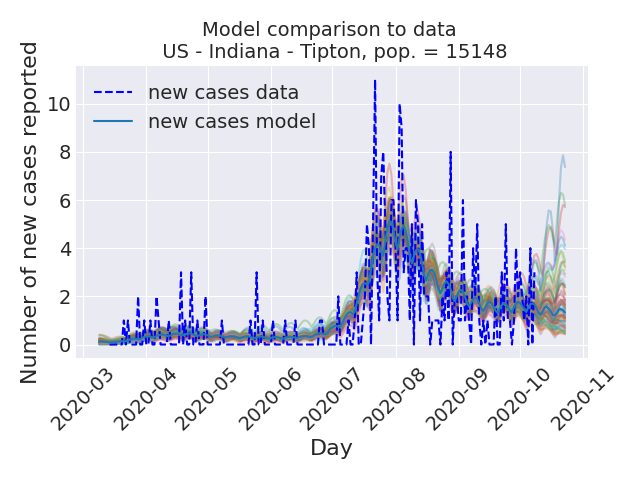 Model comparison to data
US - Indiana - Tipton, pop. = 15148
Number of new cases reported
10
8
6
4
2
0
new cases data
new cases model
2020-03
2020-04
2020-05
2020-06
2020-07
2020-08
2020-09
2020-10
2020-11
Day